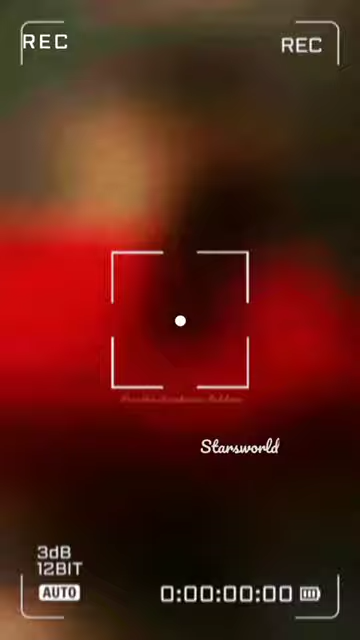 REC
REC
Starsworld
3dB
12BIT
AUTO
0:00:00:00